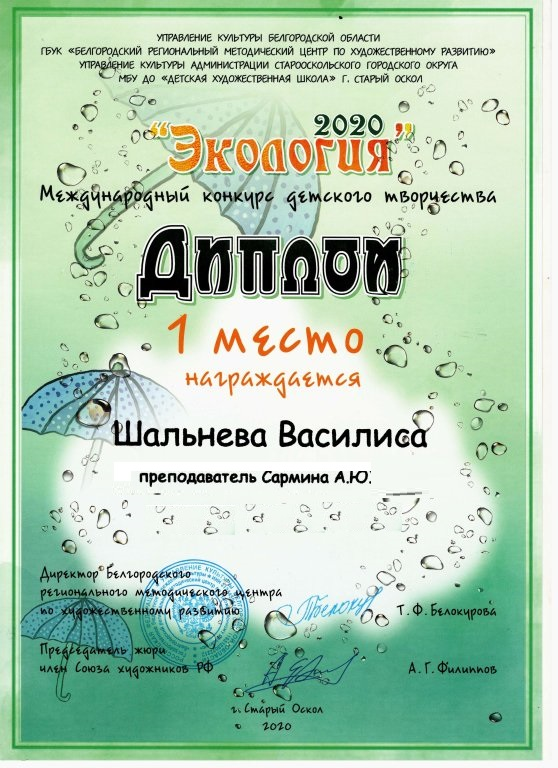 УПРАВЛЕНИЕ КУЛЬТУРЫ БЕЛГОРОДСКОЙ ОБЛАСТИ
ГБУК «БЕЛГОРОДСКИЙ РЕГИОНАЛЬНЫЙ МЕТОДИЧЕСКИЙ ЦЕНТР ПО ХУДОЖЕСТВЕННОМУ РАЗВИТИЮ»
УПРАВЛЕНИЕ КУЛЬТУРЫ АДМИНИСТРАЦИИ СТАРООСКОЛЬСКОГО ГОРОДСКОГО ОКРУГА
МБУ ДО «ДЕТСКАЯ ХУДОЖЕСТВЕННАЯ ШКОЛА» Г. СТАРЫЙ ОСКОЛ
2020
"Экология"
Международный конкурс детского творчества
Диплом
1 место
награждается
Шальнева Василиса
преподаватель Сармина А.Ю.
Директор Белгородского
регионального методического центра
по художественному развитию
Т. Ф. Белокурова
Председатель жюри
член Союза художников РФ
А. Г. Филиппов
г. Старый Оскол
2020